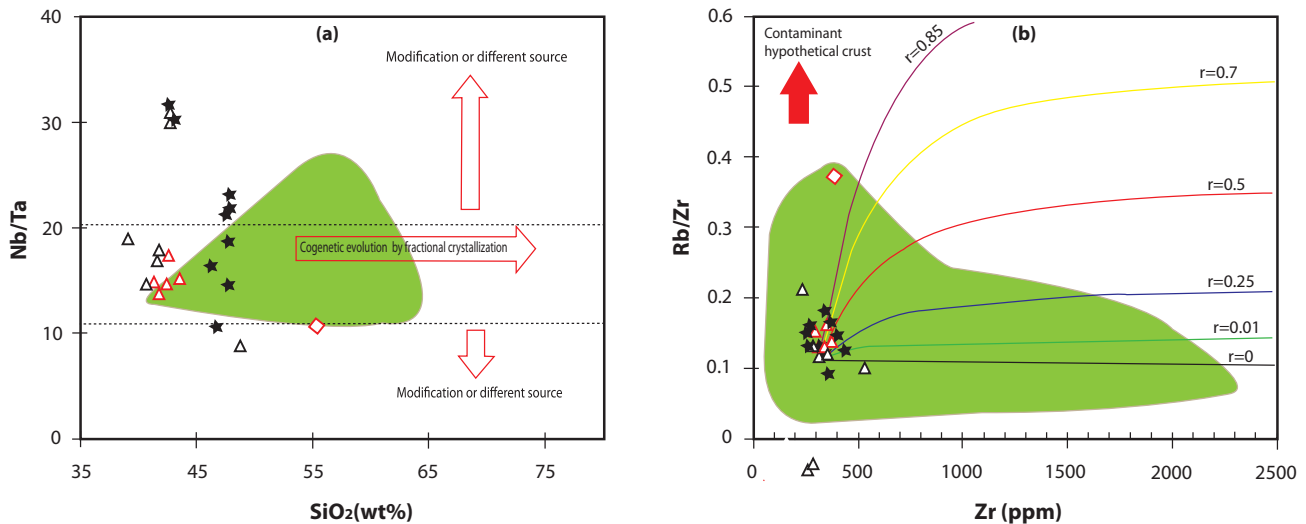 (a)
40
30
20
10
0
35
45
55
65
75
Nb/Ta
SiO₂(wt%)
Modification or different source
Cogenetic evolution by fractional crystallization
Modification or different source
(b)
0.6
0.5
0.4
0.3
0.2
0.1
0
0
500
1000
1500
2000
2500
Rb/Zr
Zr (ppm)
Contaminant
hypothetical crust
r=0.85
r=0.7
r=0.5
r=0.25
r=0.01
r=0